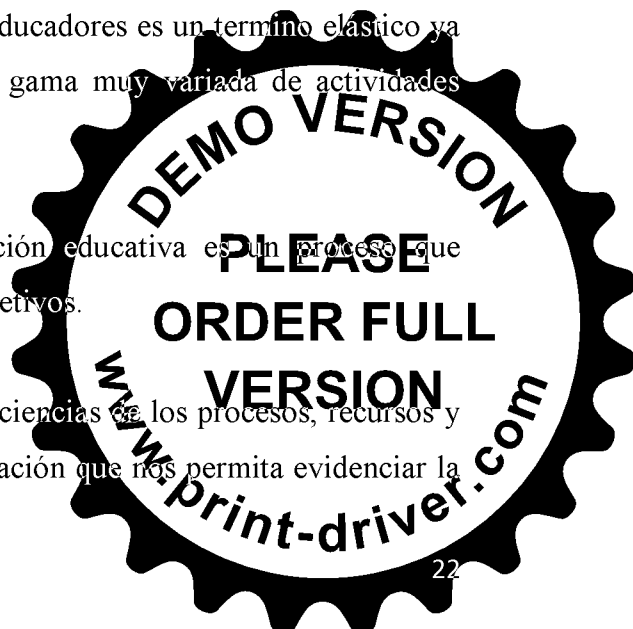 ducadores es un termino elástico ya
gama muy variada de actividades
DEMO VERSION
ción educativa es un proceso que
PLEASE
etivos.
ORDER FULL
VERSION
ciencias de los procesos, recursos y
ación que nos permita evidenciar la
www.print-driver.com
22